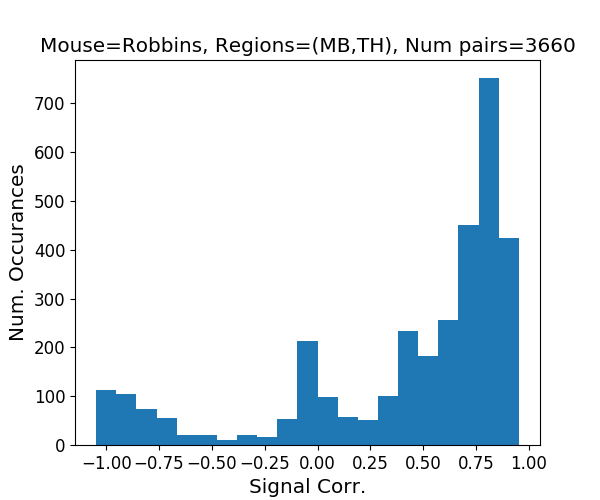 Mouse=Robbins, Regions=(MB,TH), Num pairs=3660
700
600
500
400
300
200
100
0
Num. Occurances
−1.00 −0.75 −0.50 −0.25 0.00 0.25 0.50 0.75 1.00
Signal Corr.